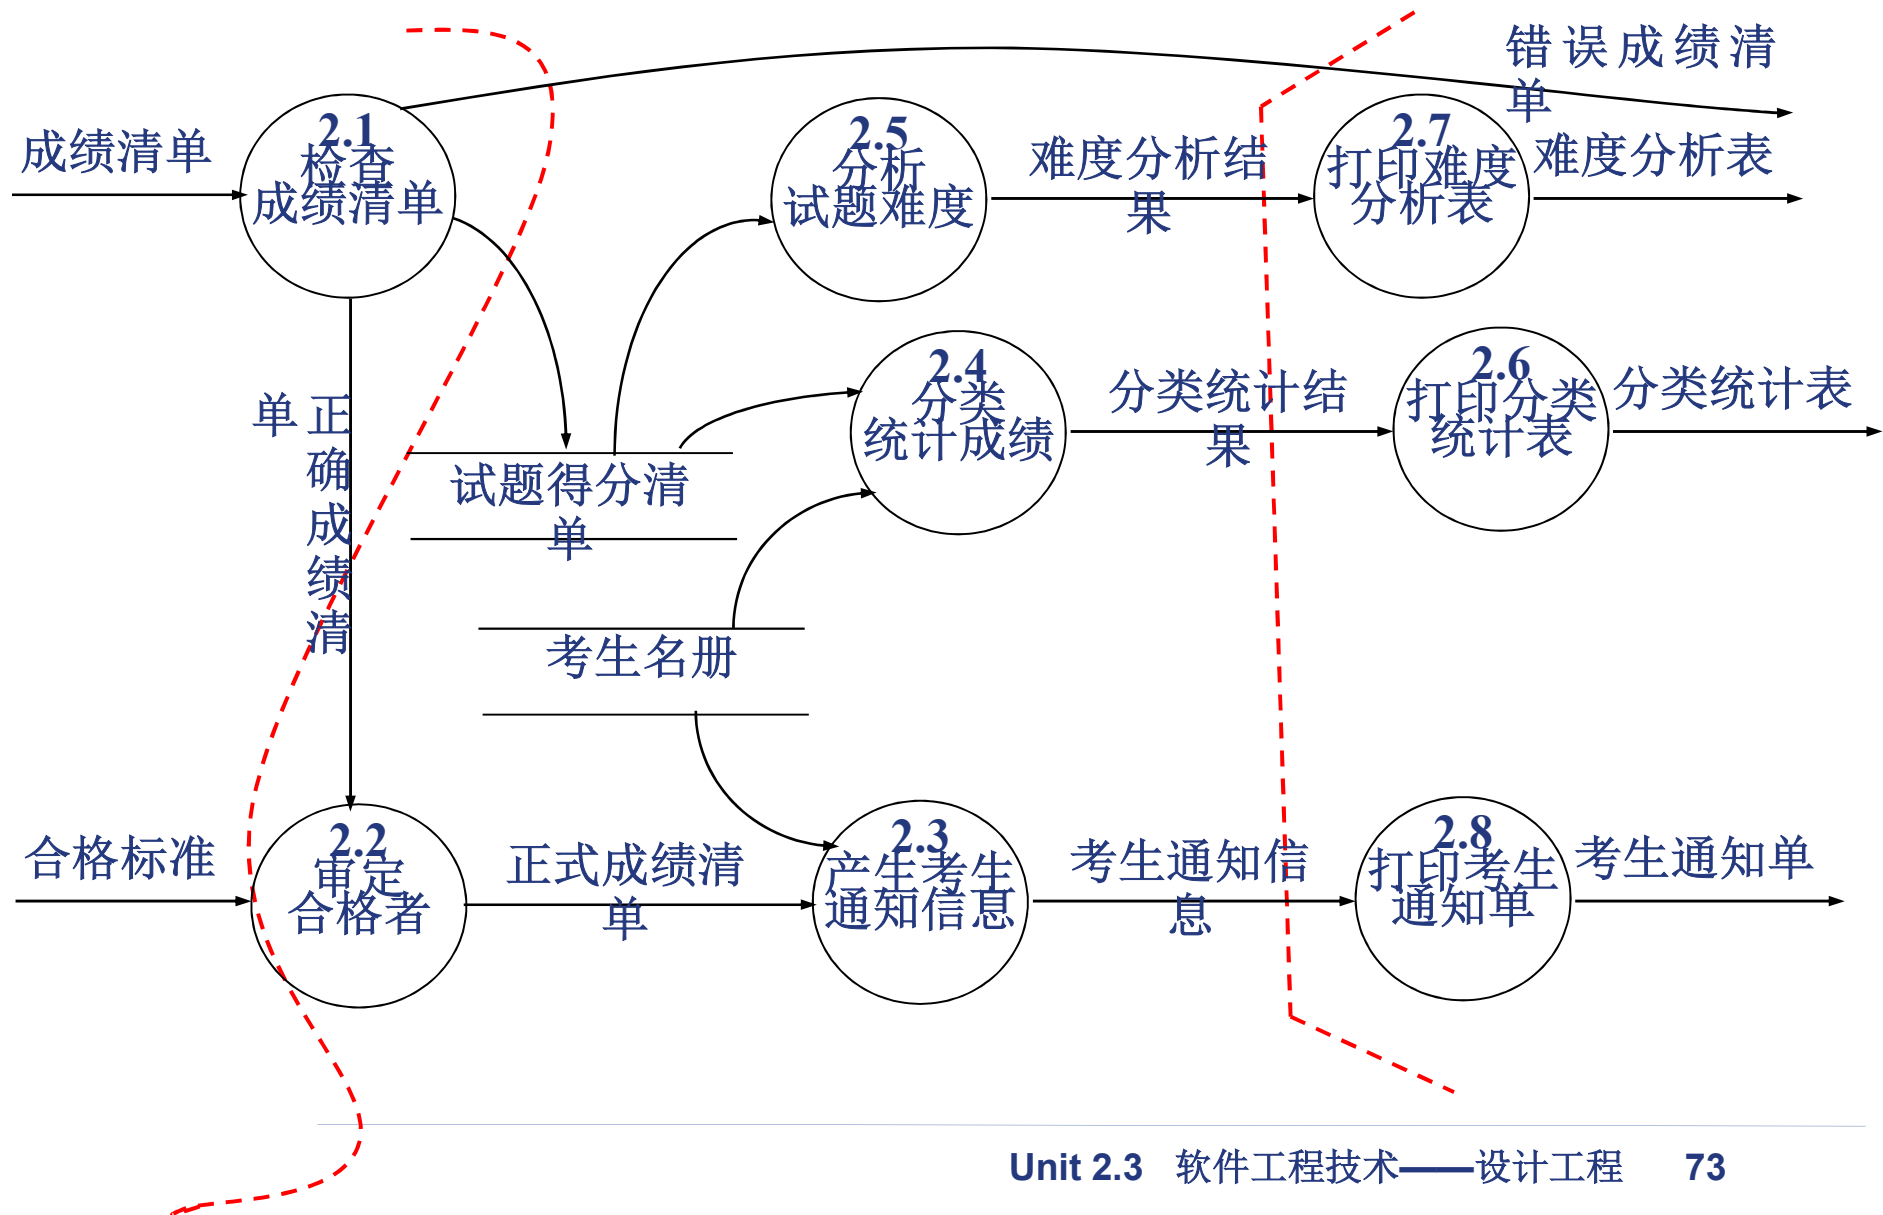 错误成绩清
单
成绩清单
2.1
检查
成绩清单
2.5
分析
试题难度
难度分析结
果
2.7
打印难度
分析表
难度分析表
2.4
分类
统计成绩
分类统计结
果
2.6
打印分类
统计表
分类统计表
正确成绩清
单
试题得分清
单
考生名册
合格标准
2.2
审定
合格者
正式成绩清
单
2.3
产生考生
通知信息
考生通知信
息
2.8
打印考生
通知单
考生通知单
Unit 2.3 软件工程技术——设计工程 73